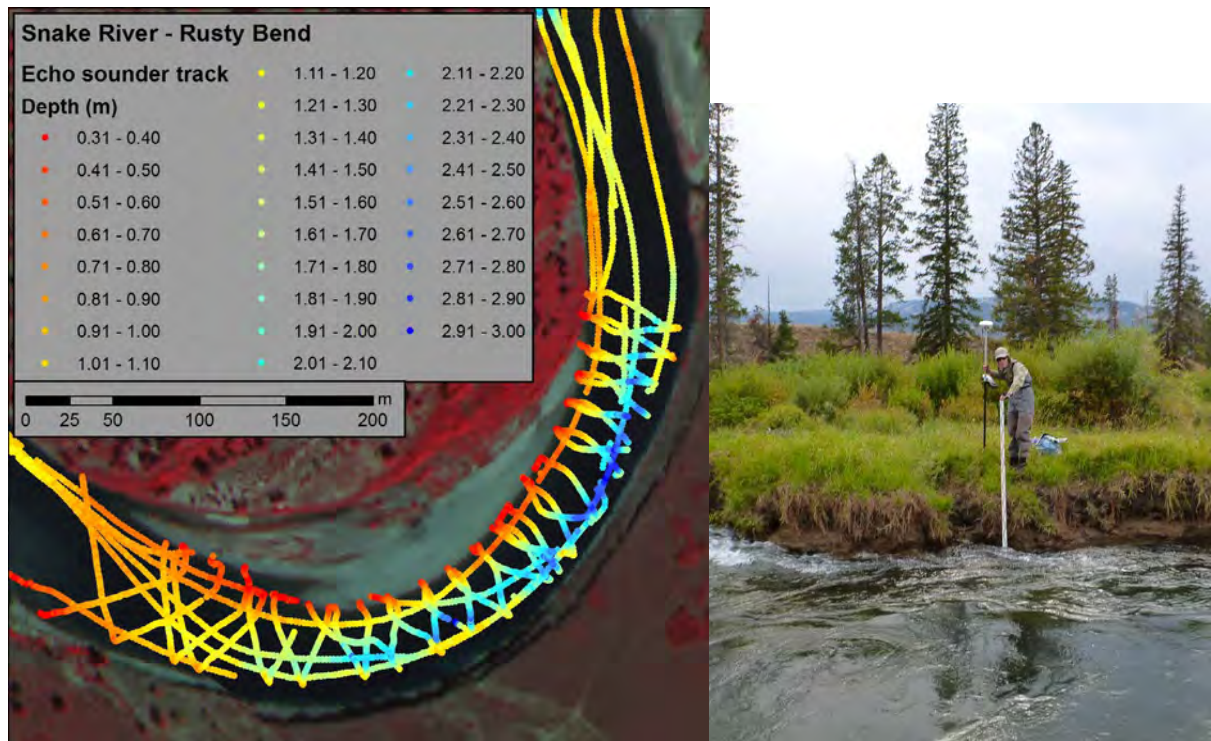 Snake River - Rusty Bend
Echo sounder track
Depth (m)
0.31 - 0.40
0.41 - 0.50
0.51 - 0.60
0.61 - 0.70
0.71 - 0.80
0.81 - 0.90
0.91 - 1.00
1.01 - 1.10
1.11 - 1.20
1.21 - 1.30
1.31 - 1.40
1.41 - 1.50
1.51 - 1.60
1.61 - 1.70
1.71 - 1.80
1.81 - 1.90
1.91 - 2.00
2.01 - 2.10
2.11 - 2.20
2.21 - 2.30
2.31 - 2.40
2.41 - 2.50
2.51 - 2.60
2.61 - 2.70
2.71 - 2.80
2.81 - 2.90
2.91 - 3.00
m
0 25 50 100 150 200